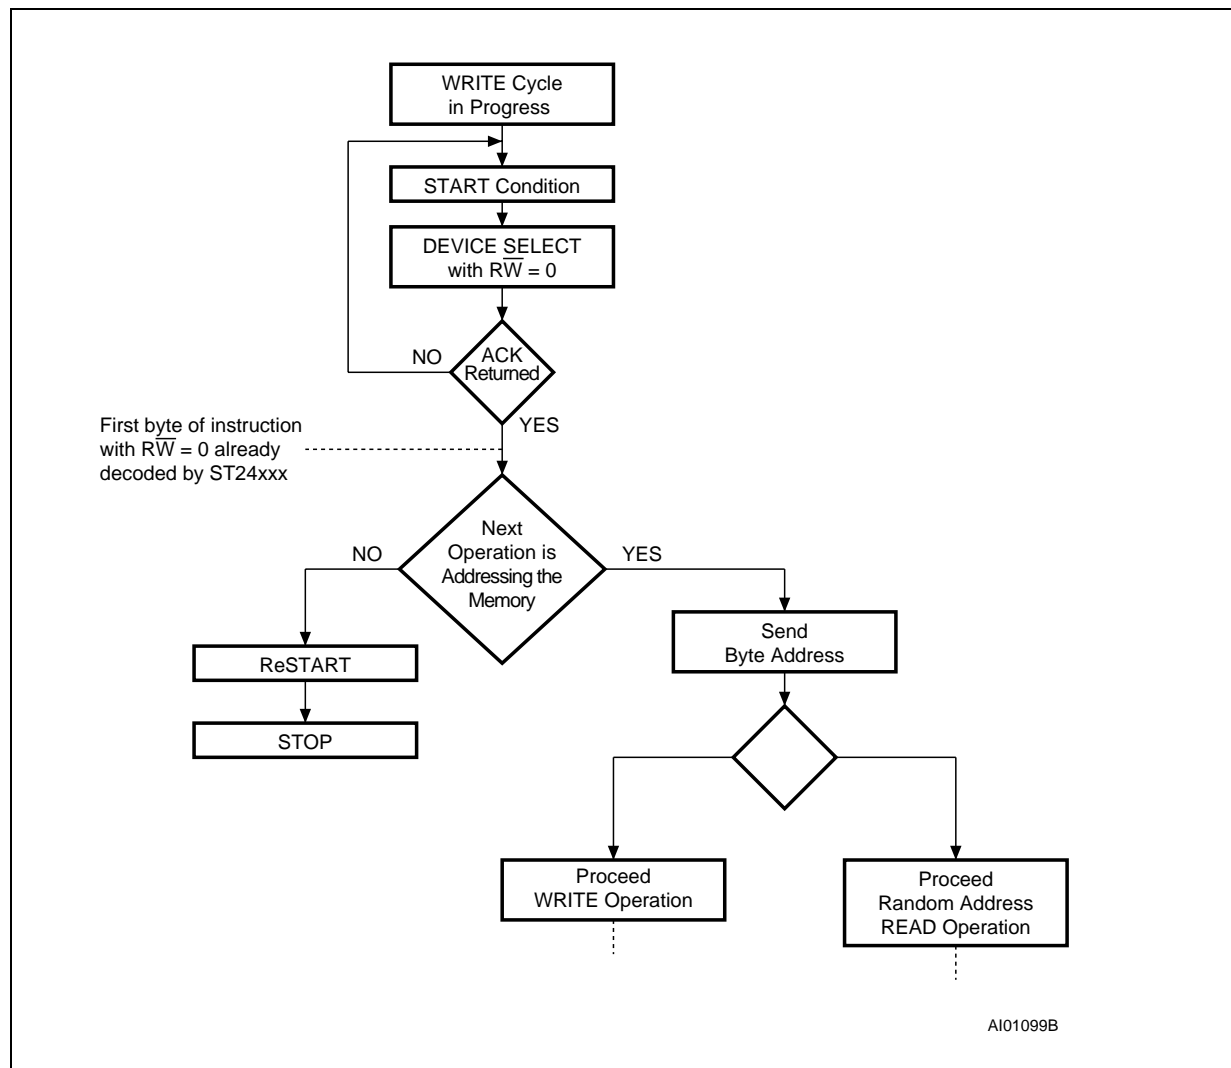 WRITE Cycle
in Progress
START Condition
DEVICE SELECT
with RW̅ = 0
ACK
Returned
NO
YES
First byte of instruction
with RW̅ = 0 already
decoded by ST24xxx
Next
Operation is
Addressing the
Memory
NO
YES
Send
Byte Address
ReSTART
STOP
Proceed
WRITE Operation
Proceed
Random Address
READ Operation
AI01099B